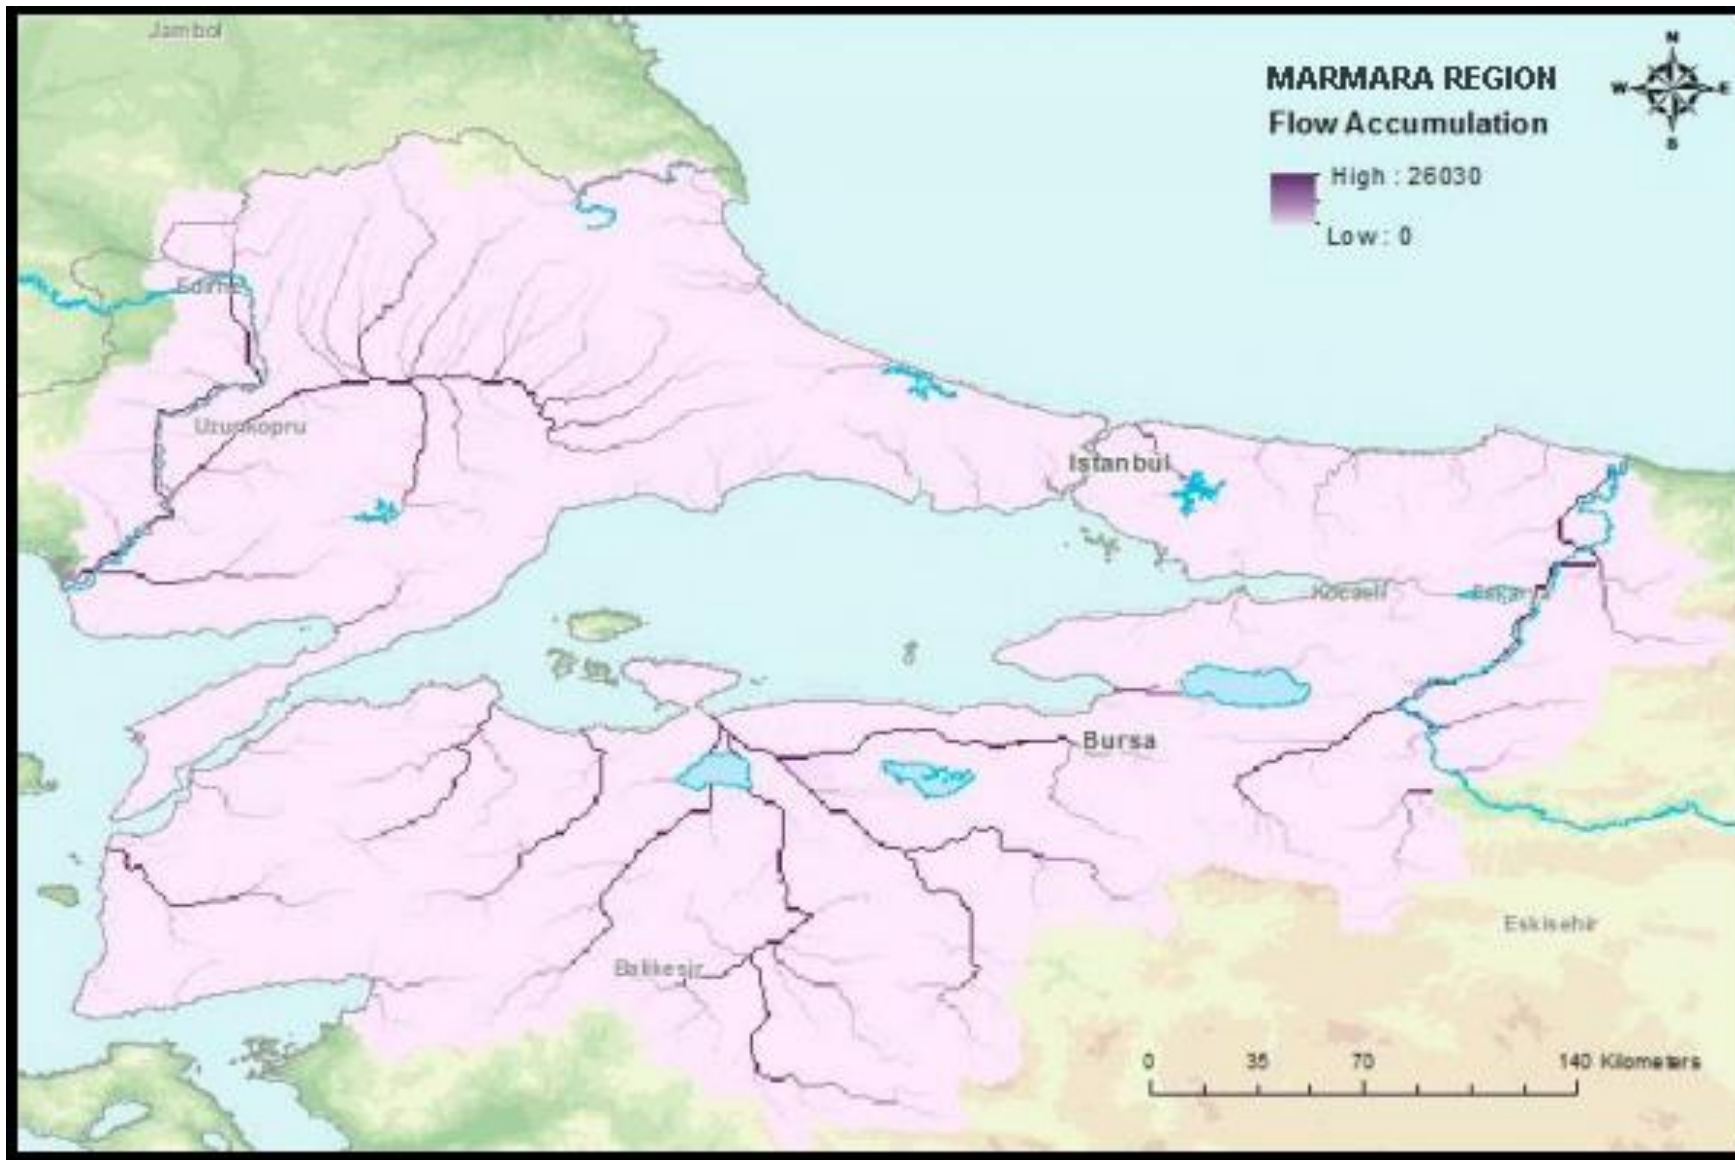 Jambol
N
MARMARA REGION
W E
Flow Accumulation
S
High : 26030
Low : 0
Edirne
Uzunkopru
Istanbul
Kocaeli
Sakarya
Bursa
Eskisehir
Balikesir
0 35 70 140 Kilometers